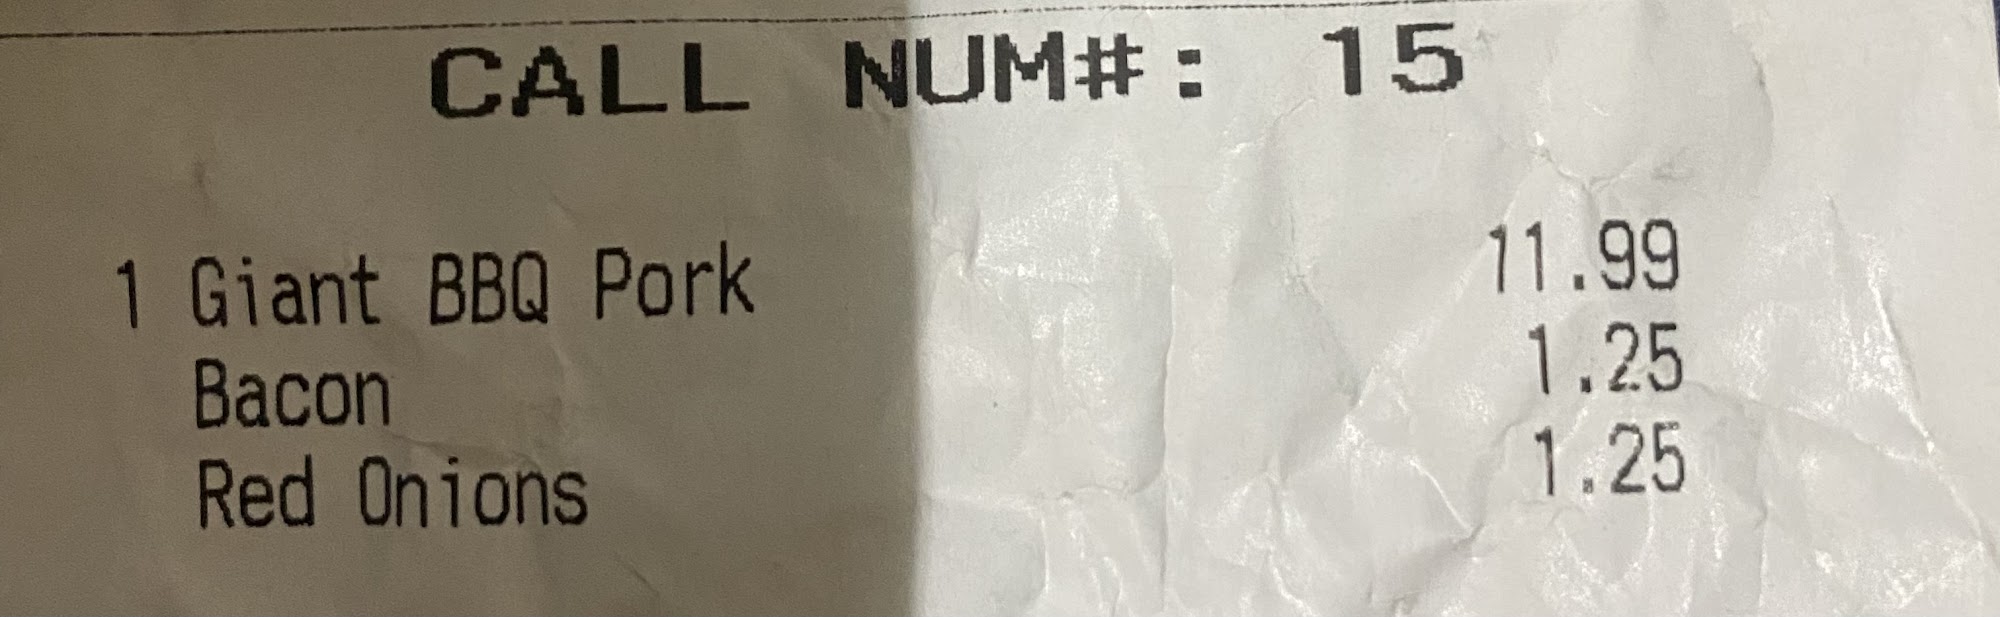 CALL NUM#: 15
1 Giant BBQ Pork 11.99
Bacon 1.25
Red Onions 1.25